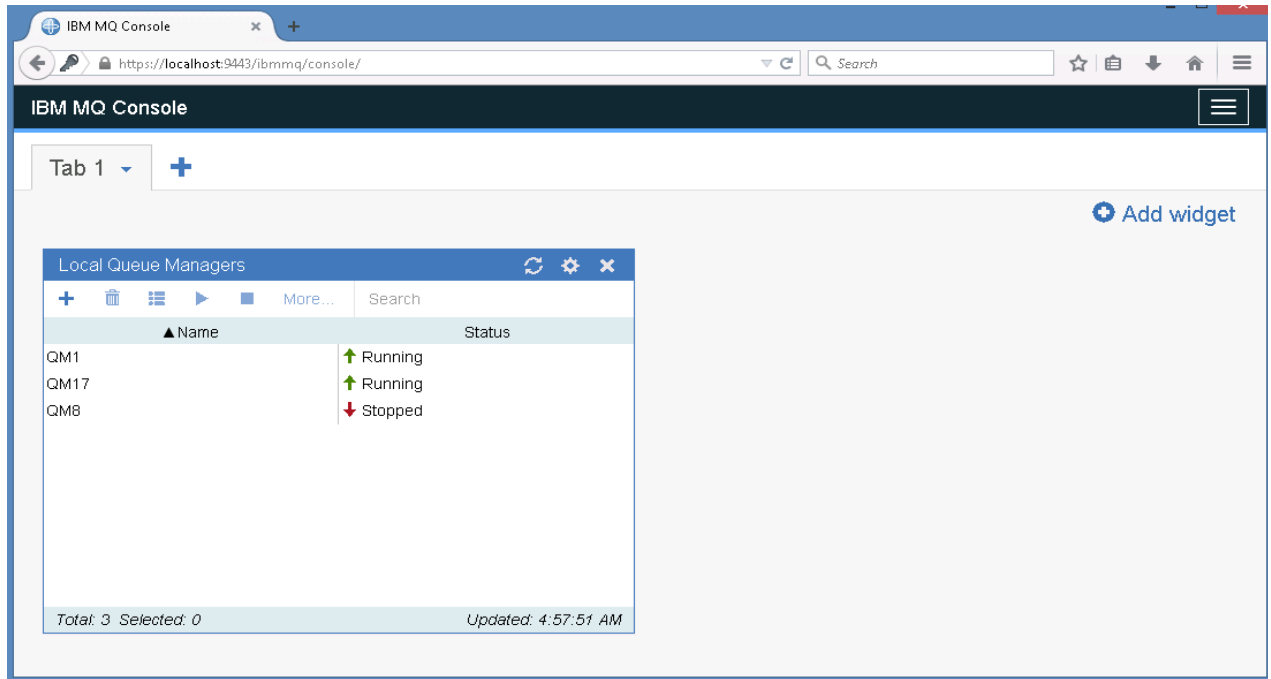 IBM MQ Console
https://localhost:9443/ibmmq/console/ Search
IBM MQ Console
Tab 1
Add widget
Local Queue Managers
More... Search
Name Status
QM1 Running
QM17 Running
QM8 Stopped
Total: 3 Selected: 0 Updated: 4:57:51 AM